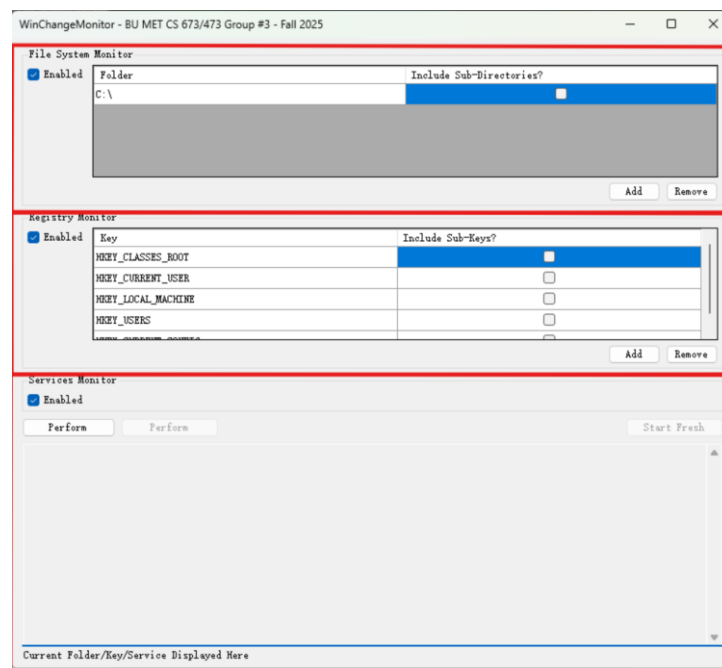 WinChangeMonitor - BU MET CS 673/473 Group #3 - Fall 2025
File System Monitor
Enabled
Folder Include Sub-Directories?
C:\
Add Remove
Registry Monitor
Enabled
Key Include Sub-Keys?
HKEY_CLASSES_ROOT
HKEY_CURRENT_USER
HKEY_LOCAL_MACHINE
HKEY_USERS
HKEY_CURRENT_CONFIG
Add Remove
Services Monitor
Enabled
Perform Perform Start Fresh
Current Folder/Key/Service Displayed Here